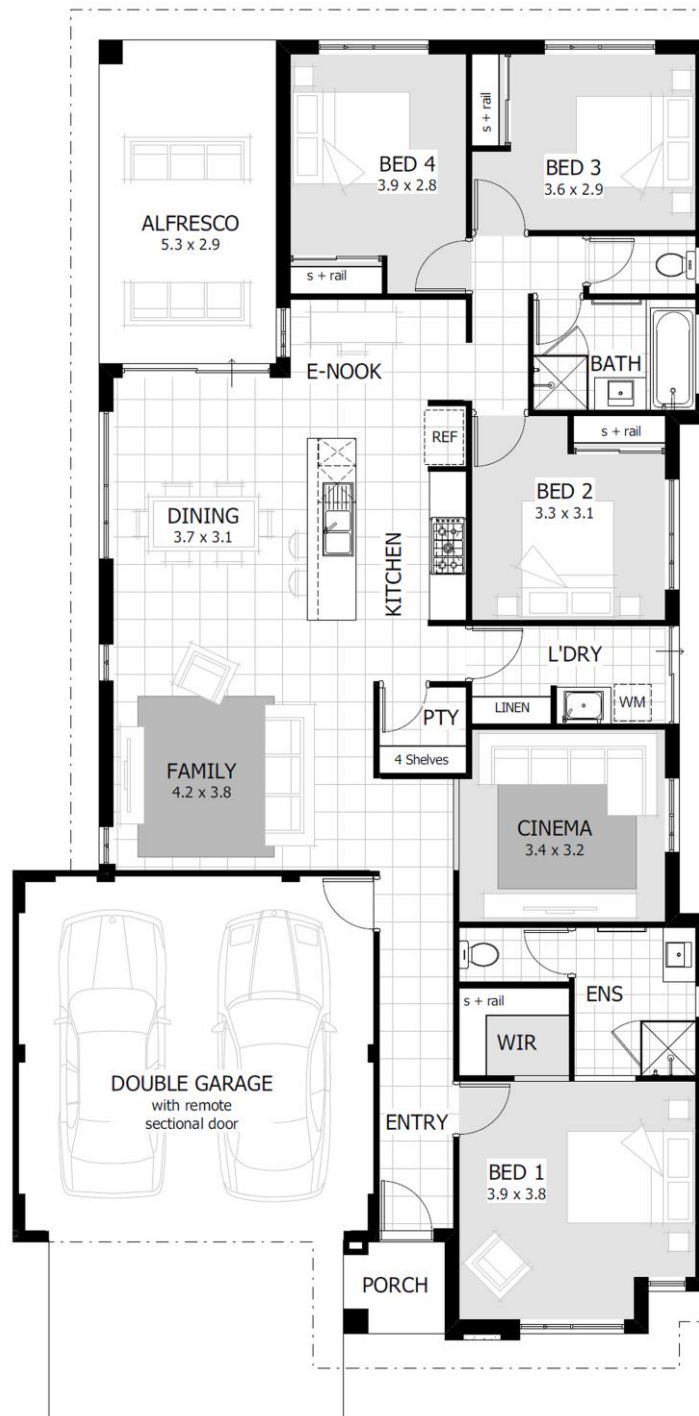 s + rail
BED 4
3.9 x 2.8
BED 3
3.6 x 2.9
ALFRESCO
5.3 x 2.9
s + rail
E-NOOK
BATH
REF
s + rail
DINING
3.7 x 3.1
KITCHEN
BED 2
3.3 x 3.1
L'DRY
PTY
LINEN
WM
4 Shelves
FAMILY
4.2 x 3.8
CINEMA
3.4 x 3.2
s + rail
ENS
WIR
DOUBLE GARAGE
with remote
sectional door
ENTRY
BED 1
3.9 x 3.8
PORCH